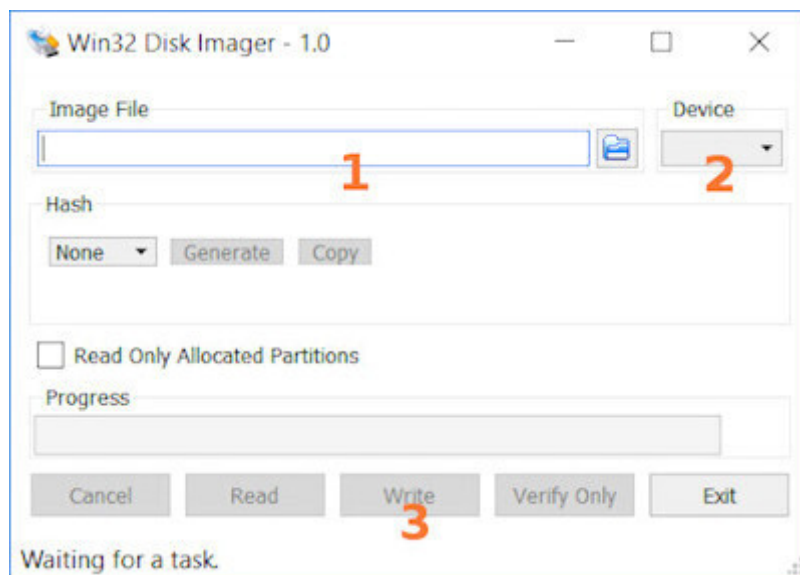 Win32 Disk Imager - 1.0
Image File Device
1 2
Hash
None Generate Copy
Read Only Allocated Partitions
Progress
Cancel Read Write Verify Only Exit
3
Waiting for a task.